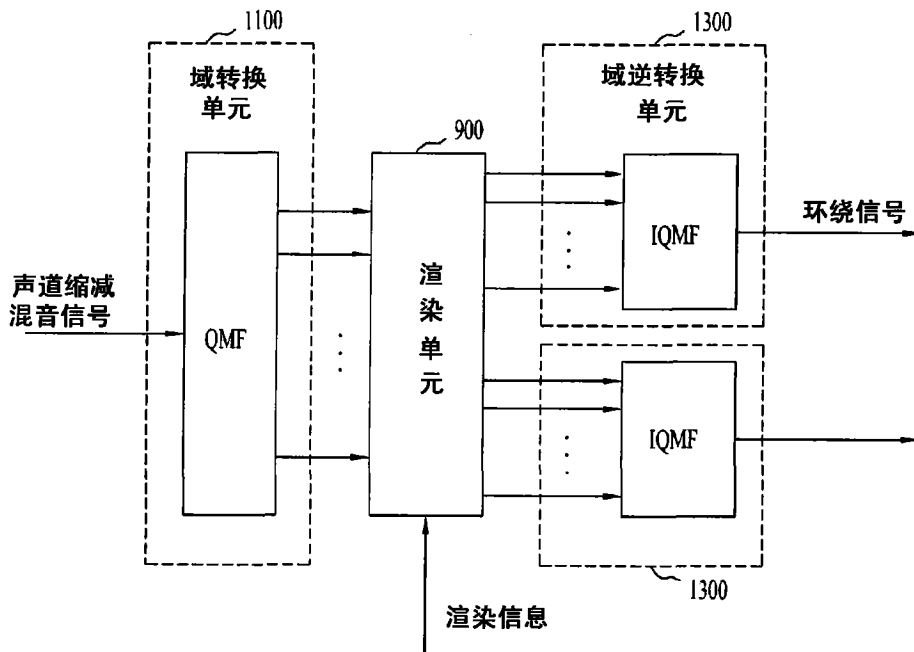 1100
域转换
单元
QMF
声道缩减
混音信号
900
渲染单元
渲染信息
1300
域逆转换
单元
IQMF
环绕信号
IQMF
1300